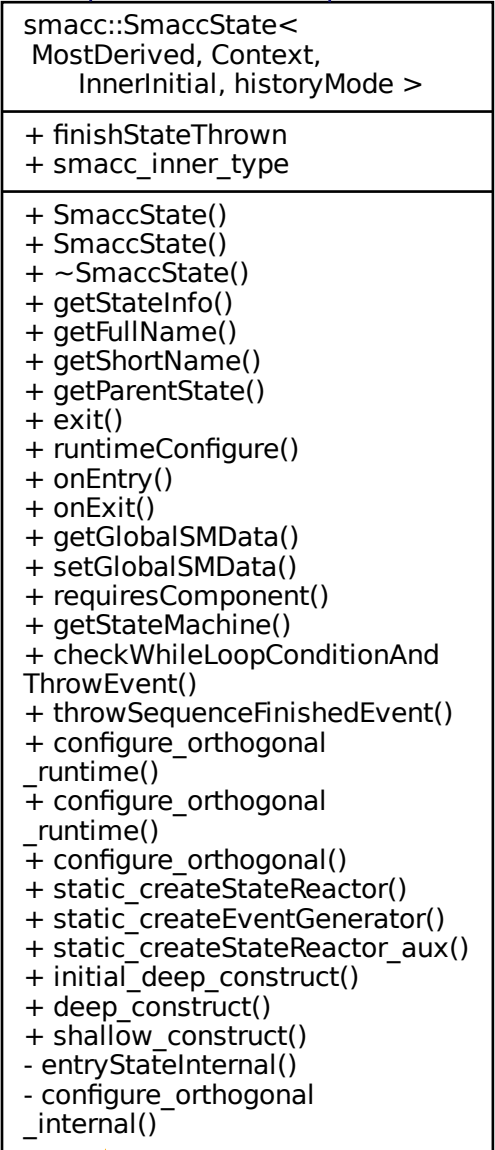 smacc::SmaccState<
MostDerived, Context,
InnerInitial, historyMode >
+ finishStateThrown
+ smacc_inner_type
+ SmaccState()
+ SmaccState()
+ ~SmaccState()
+ getStateInfo()
+ getFullName()
+ getShortName()
+ getParentState()
+ exit()
+ runtimeConfigure()
+ onEntry()
+ onExit()
+ getGlobalSMData()
+ setGlobalSMData()
+ requiresComponent()
+ getStateMachine()
+ checkWhileLoopConditionAnd
ThrowEvent()
+ throwSequenceFinishedEvent()
+ configure_orthogonal
_runtime()
+ configure_orthogonal
_runtime()
+ configure_orthogonal()
+ static_createStateReactor()
+ static_createEventGenerator()
+ static_createStateReactor_aux()
+ initial_deep_construct()
+ deep_construct()
+ shallow_construct()
- entryStateInternal()
- configure_orthogonal
_internal()